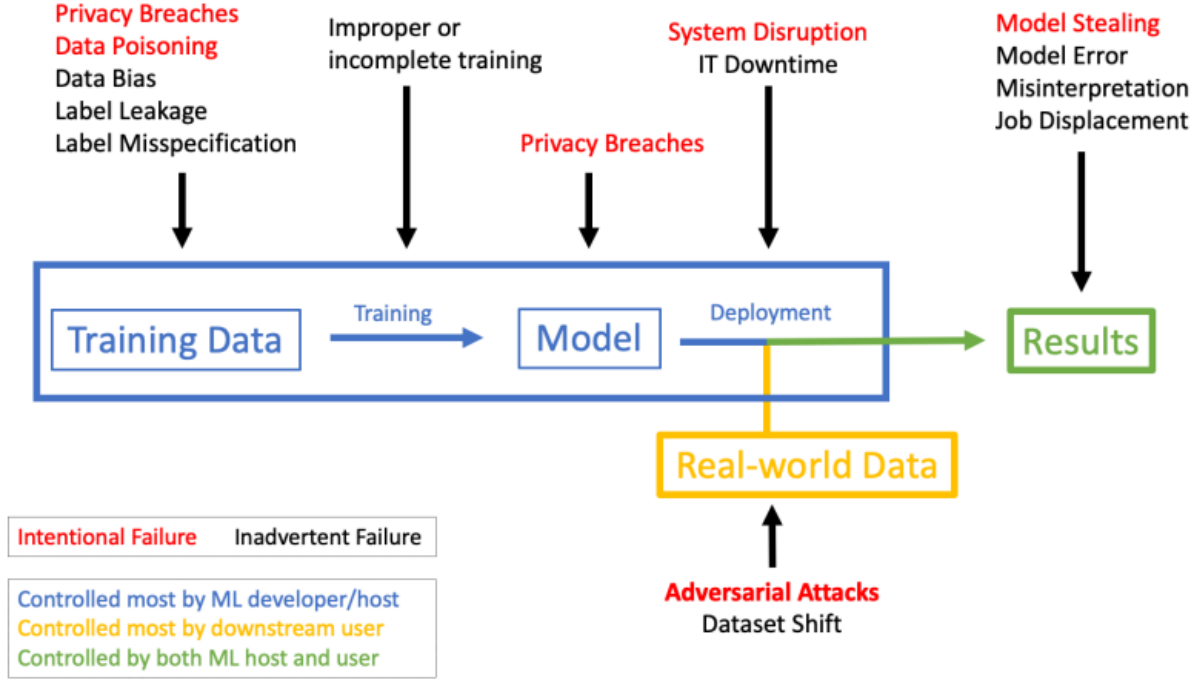 Privacy Breaches
Data Poisoning
Data Bias
Label Leakage
Label Misspecification
Improper or
incomplete training
Privacy Breaches
System Disruption
IT Downtime
Model Stealing
Model Error
Misinterpretation
Job Displacement
Training Data
Training
Model
Deployment
Results
Real-world Data
Adversarial Attacks
Dataset Shift
Intentional Failure Inadvertent Failure
Controlled most by ML developer/host
Controlled most by downstream user
Controlled by both ML host and user